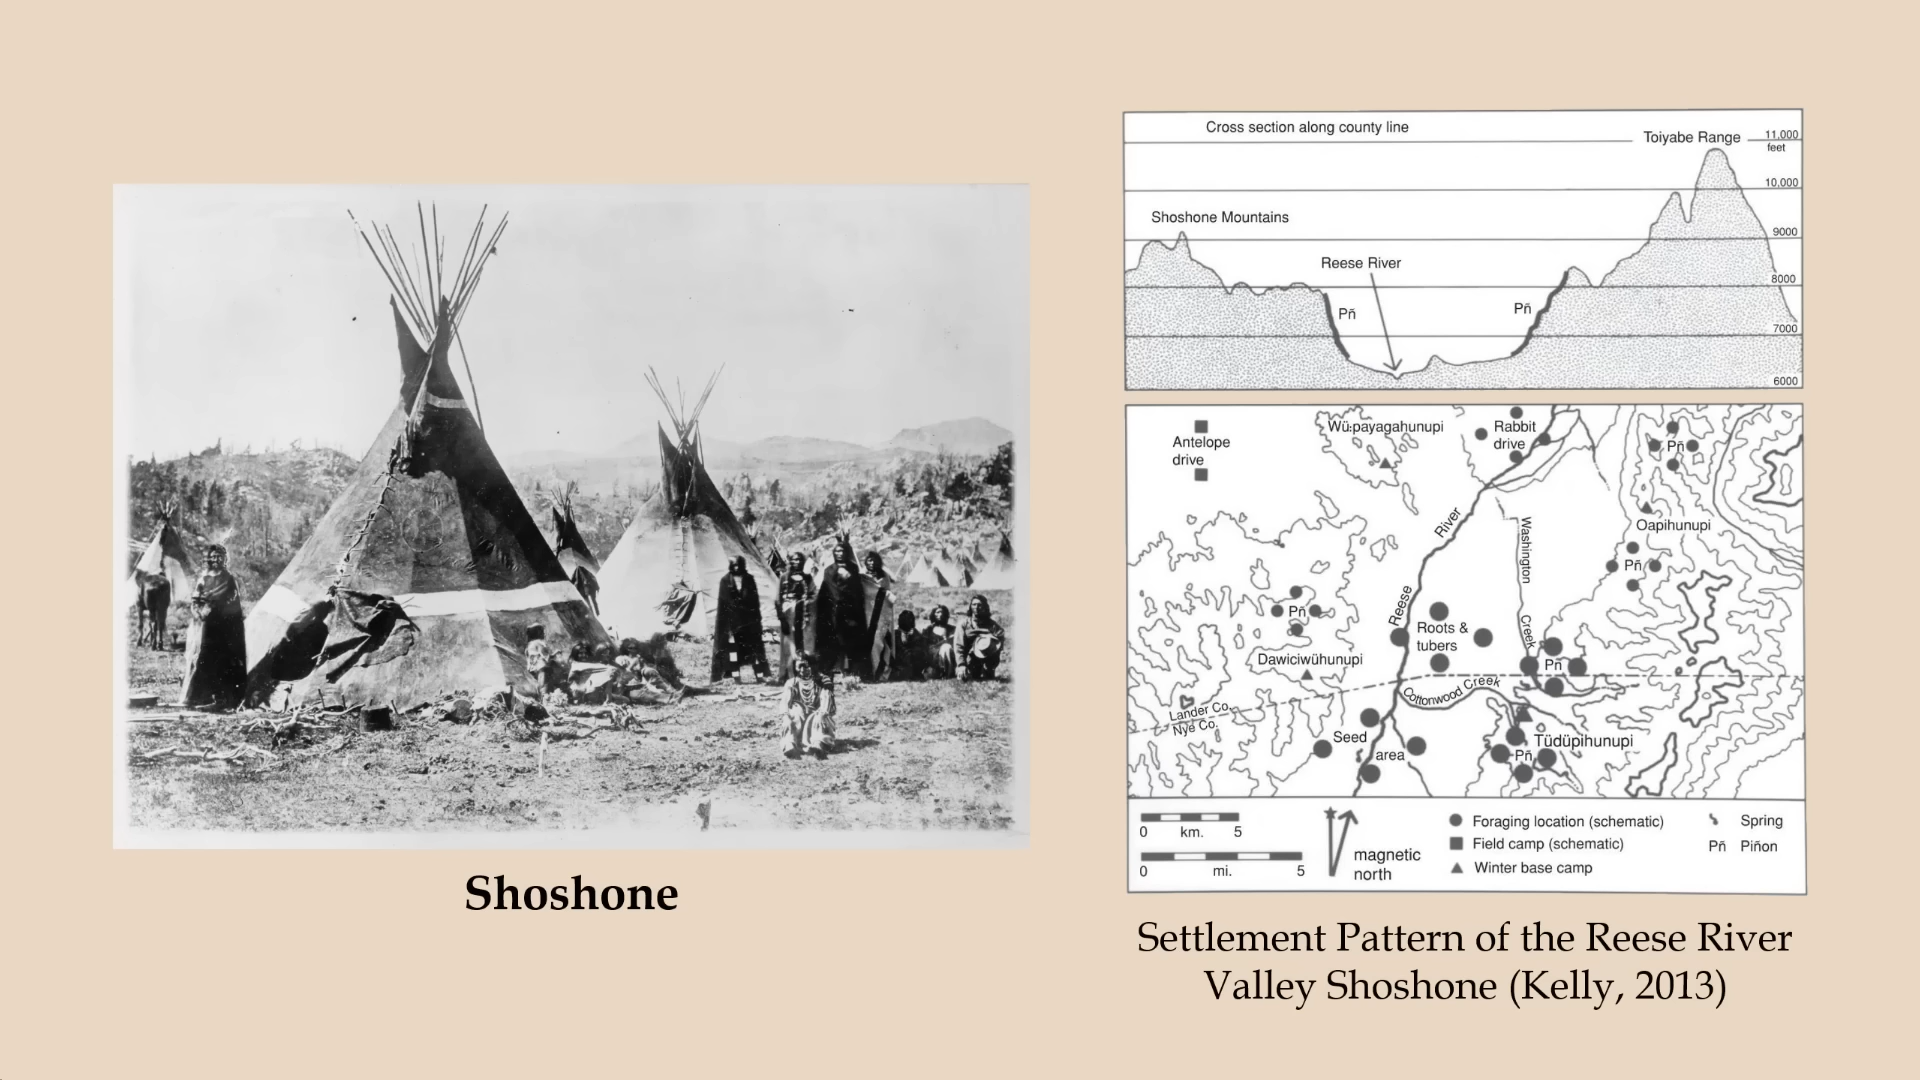 Shoshone
Cross section along county line
Toiyabe Range
11,000
feet
10,000
Shoshone Mountains
9000
Reese River
8000
Pñ
Pñ
7000
6000
Antelope
drive
Wü:payagahunupi
Rabbit
drive
Pñ
River
Washington
Oapihunupi
Pñ
Reese
Pñ
Roots &
tubers
Creek
Dawiciwühunupi
Pñ
Cottonwood Creek
Lander Co.
Nye Co.
Seed
area
Tüdüpihunupi
Pñ
0 km. 5
0 mi. 5
magnetic
north
Foraging location (schematic)
Field camp (schematic)
Winter base camp
Spring
Pñ Piñon
Settlement Pattern of the Reese River
Valley Shoshone (Kelly, 2013)